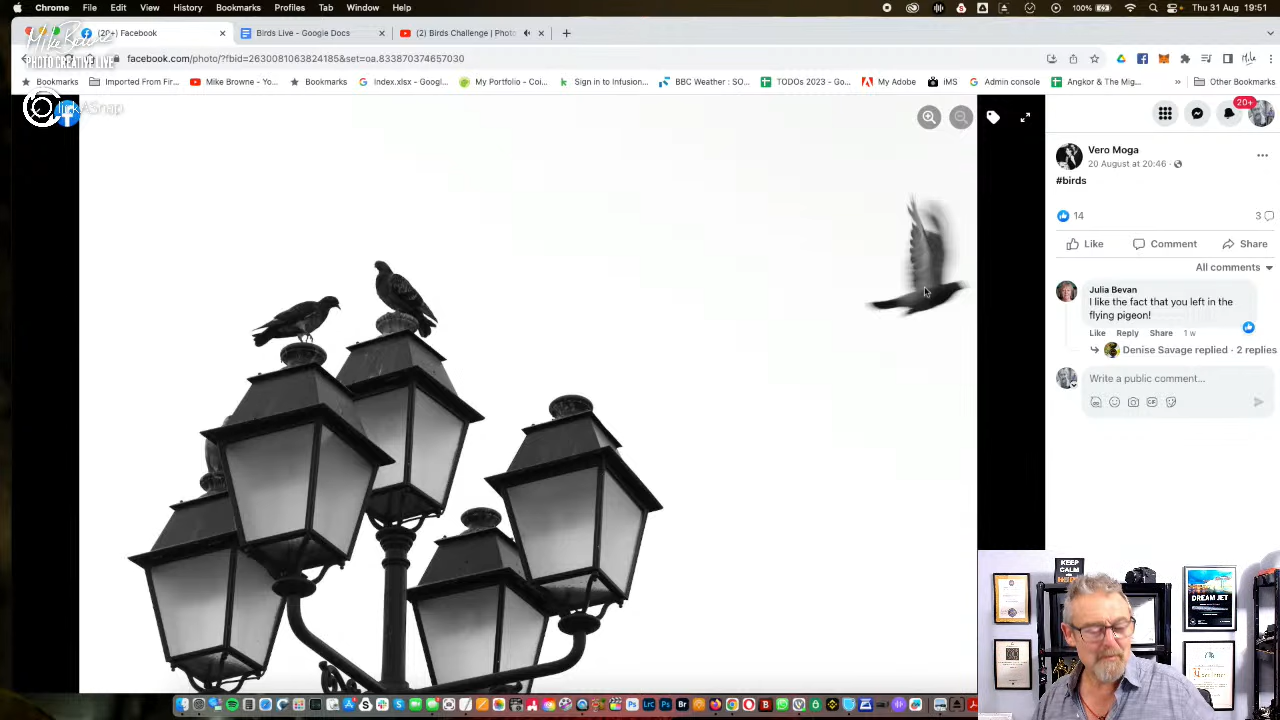 Chrome File Edit View History Bookmarks Profiles Tab Window Help
100% Thu 31 Aug 19:51
(20+) Facebook
Birds Live - Google Docs
(2) Birds Challenge | Phot
Mike Browne
PHOTO CREATIVE LIVE
facebook.com/photo/?fbid=2630081063824185&set=oa.833870374657030
Bookmarks Imported From Fir... Mike Browne - You... Bookmarks Index.xlsx - Googl... My Portfolio - Coi... Sign in to Infusion... BBC Weather : SO... TODOs 2023 - Goo... My Adobe iMS Admin console Angkor & The Mig... Other Bookmarks
ClickASnap
20+
Vero Moga
20 August at 20:46 ·
#birds
14
3
Like Comment Share
All comments
Julia Bevan
I like the fact that you left in the
flying pigeon!
Like Reply Share 1 w
Denise Savage replied · 2 replies
Write a public comment...
KEEP
CALM
DREAM JET